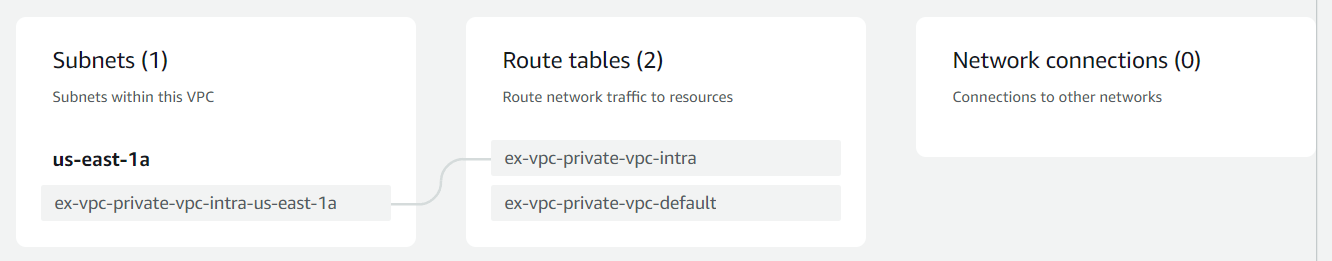 Subnets (1)
Subnets within this VPC
us-east-1a
ex-vpc-private-vpc-intra-us-east-1a
Route tables (2)
Route network traffic to resources
ex-vpc-private-vpc-intra
ex-vpc-private-vpc-default
Network connections (0)
Connections to other networks